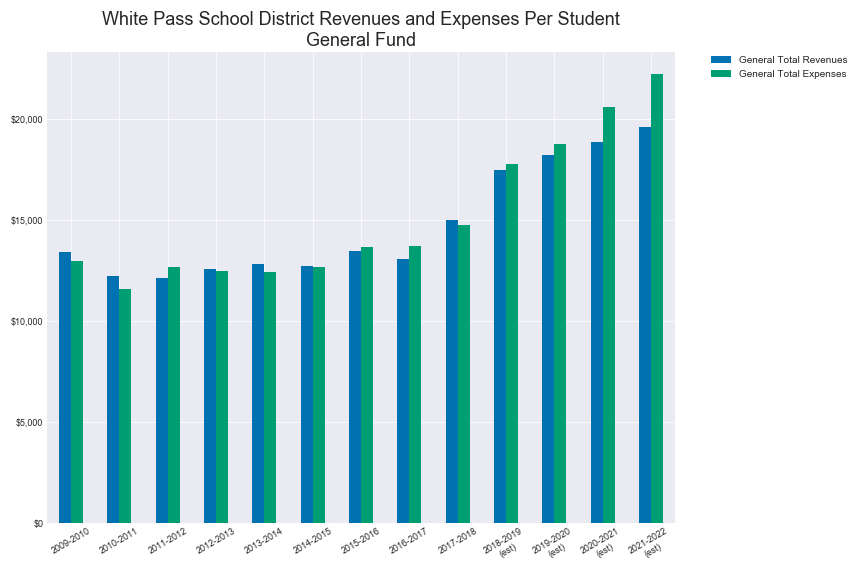 White Pass School District Revenues and Expenses Per Student
General Fund
General Total Revenues
General Total Expenses
$20,000
$15,000
$10,000
$5,000
$0
2009-2010
2010-2011
2011-2012
2012-2013
2013-2014
2014-2015
2015-2016
2016-2017
2017-2018
2018-2019
(est)
2019-2020
(est)
2020-2021
(est)
2021-2022
(est)